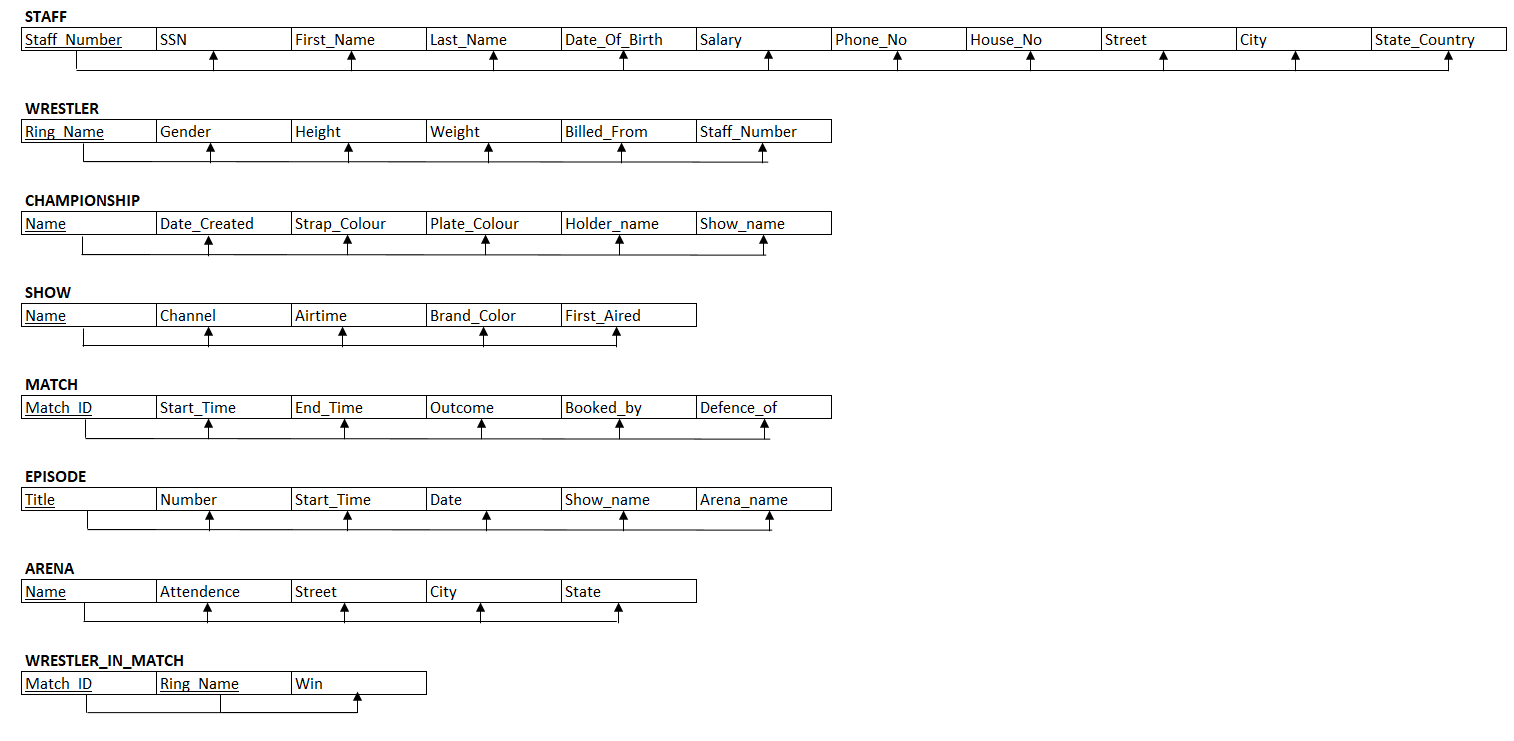 STAFF
Staff_Number SSN First_Name Last_Name Date_Of_Birth Salary Phone_No House_No Street City State_Country
WRESTLER
Ring_Name Gender Height Weight Billed_From Staff_Number
CHAMPIONSHIP
Name Date_Created Strap_Colour Plate_Colour Holder_name Show_name
SHOW
Name Channel Airtime Brand_Color First_Aired
MATCH
Match_ID Start_Time End_Time Outcome Booked_by Defence_of
EPISODE
Title Number Start_Time Date Show_name Arena_name
ARENA
Name Attendence Street City State
WRESTLER_IN_MATCH
Match_ID Ring_Name Win